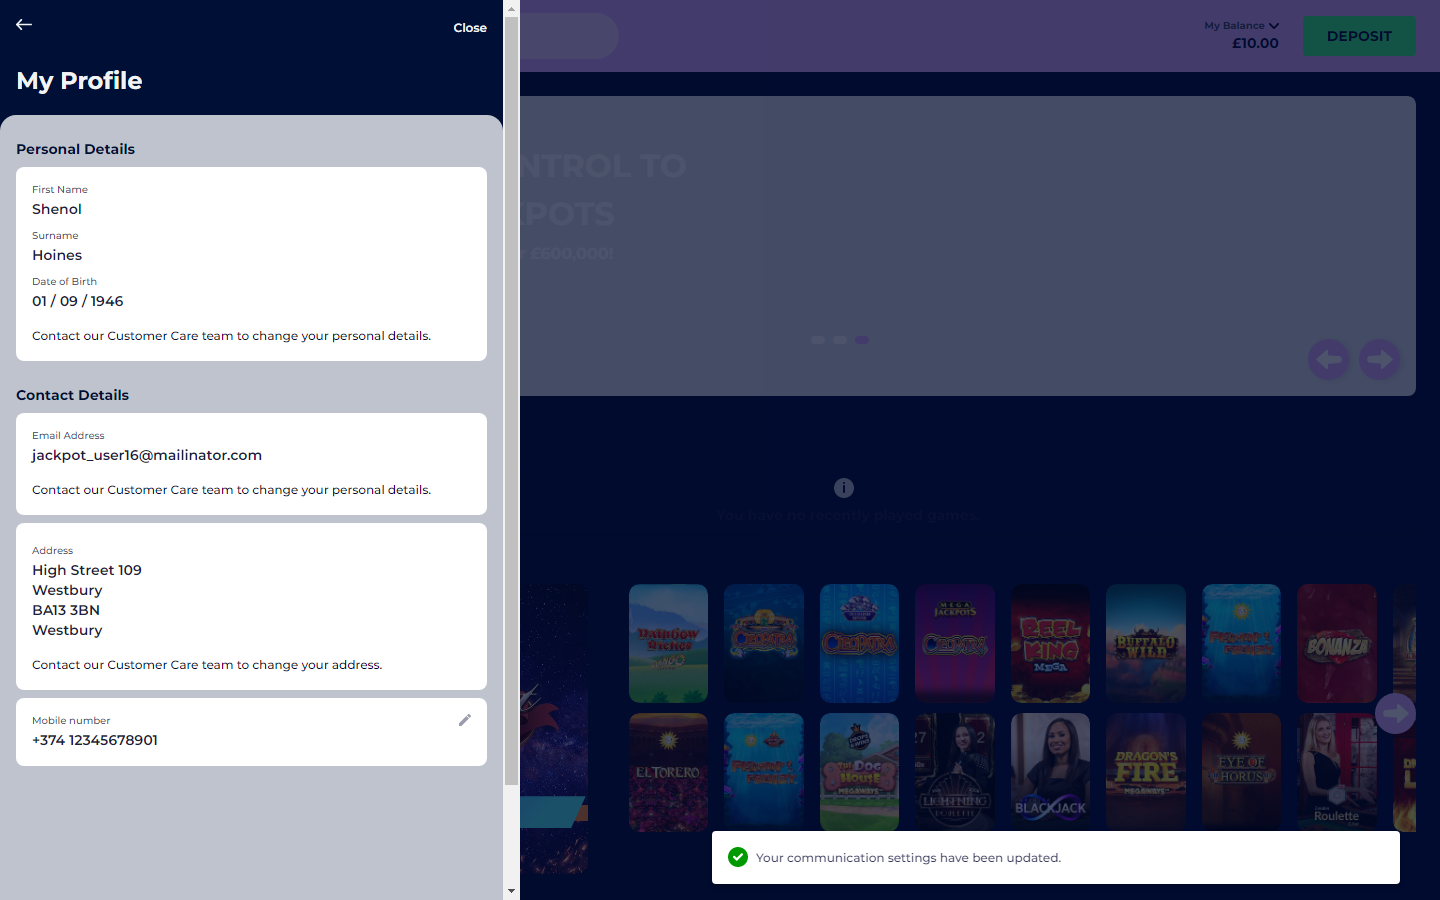 Close
My Profile
Personal Details
First Name
Shenol
Surname
Hoines
Date of Birth
01 / 09 / 1946
Contact our Customer Care team to change your personal details.
Contact Details
Email Address
jackpot_user16@mailinator.com
Contact our Customer Care team to change your personal details.
Address
High Street 109
Westbury
BA13 3BN
Westbury
Contact our Customer Care team to change your address.
Mobile number
+374 12345678901
My Balance
£10.00
DEPOSIT
NTROL TO
POTS
£500,000!
You have no recently played games.
RAINBOW
RICHES
CLEOPATRA
CLEOPATRA
MEGA
JACKPOTS
CLEOPATRA
REEL
KING
MEGA
BUFFALO
WILD
FISHIN'
FRENZY
BONANZA
EL TORERO
FISHIN'
FRENZY
DROPS
& WINS
THE DOG
HOUSE
MEGAWAYS
LIGHTNING
ROULETTE
BLACKJACK
DRAGON'S
FIRE
MEGAWAYS
EYE OF
HORUS
Roulette
Your communication settings have been updated.